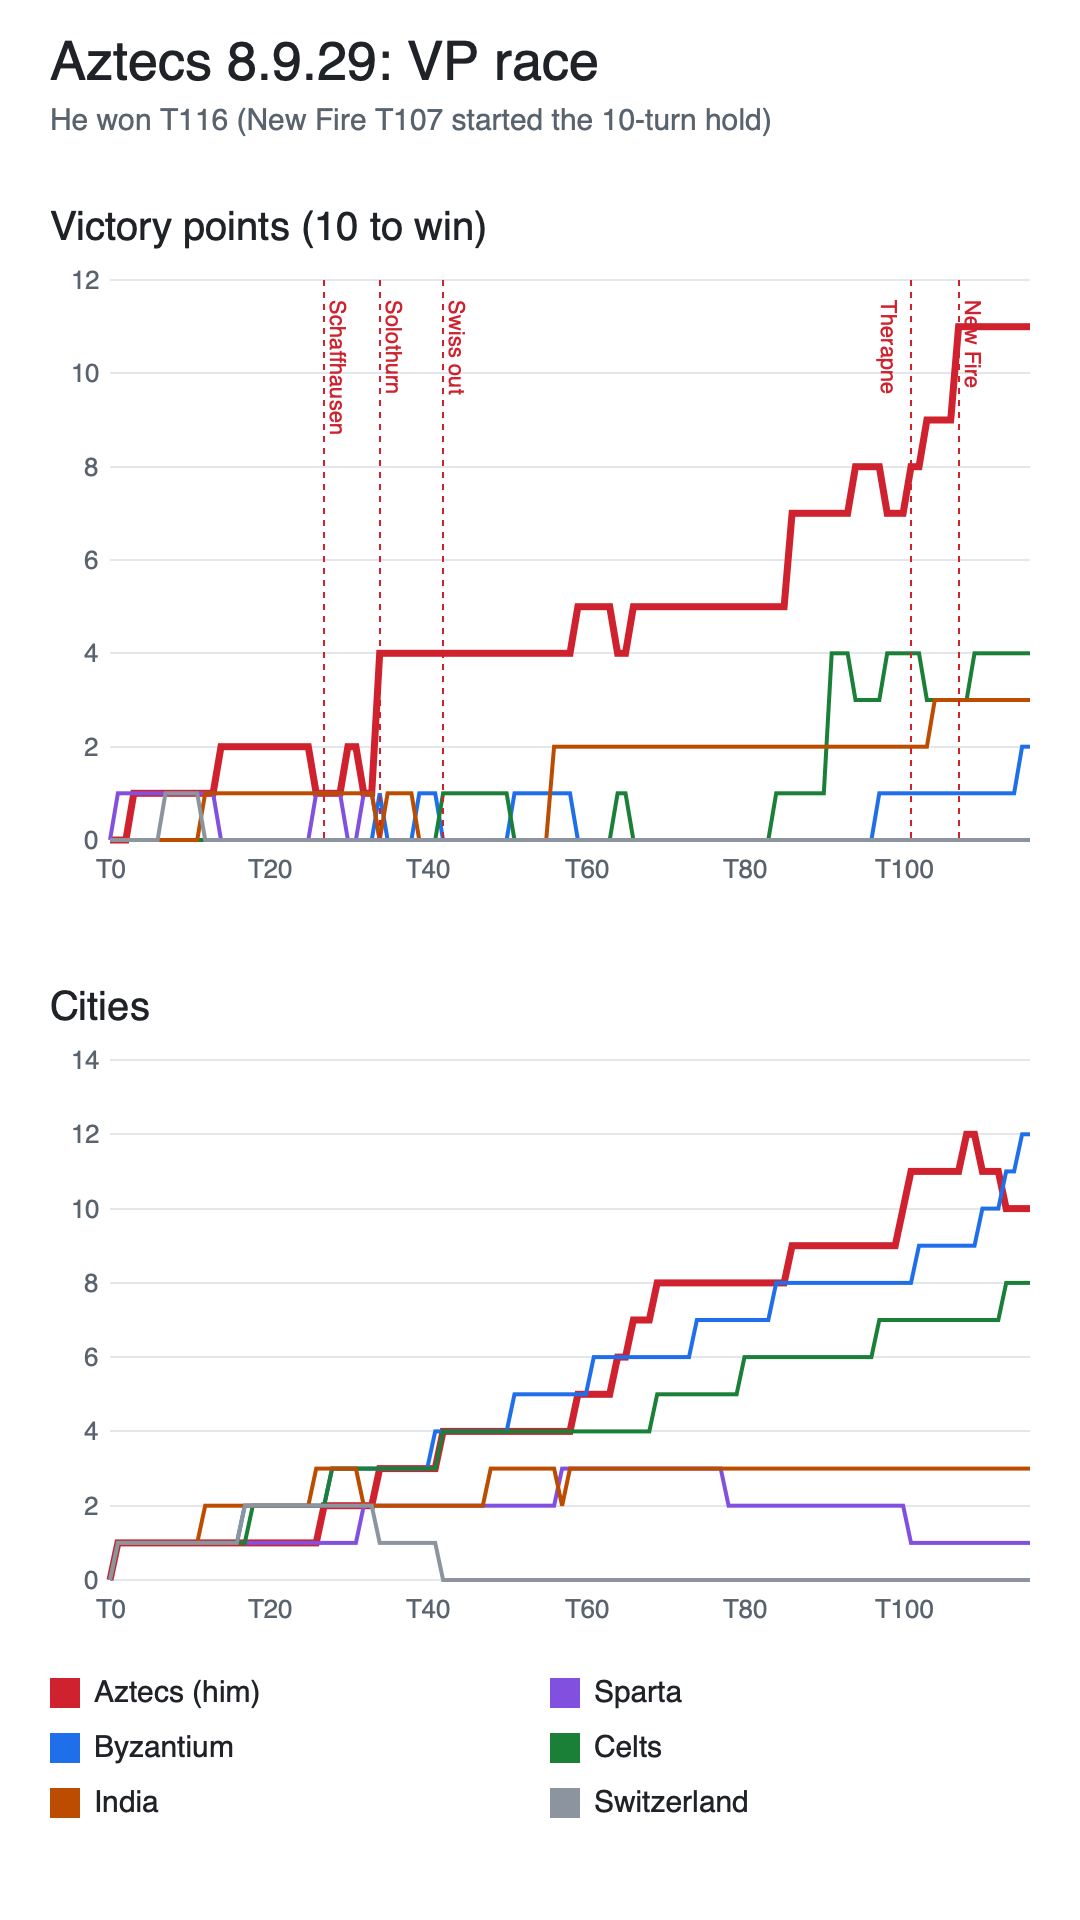 Aztecs 8.9.29: VP race
He won T116 (New Fire T107 started the 10-turn hold)
Victory points (10 to win)
12
10
8
6
4
2
0
Schaffhausen
Solothurn
Swiss out
Therapne
New Fire
T0
T20
T40
T60
T80
T100
Cities
14
12
10
8
6
4
2
0
T0
T20
T40
T60
T80
T100
Aztecs (him)
Sparta
Byzantium
Celts
India
Switzerland